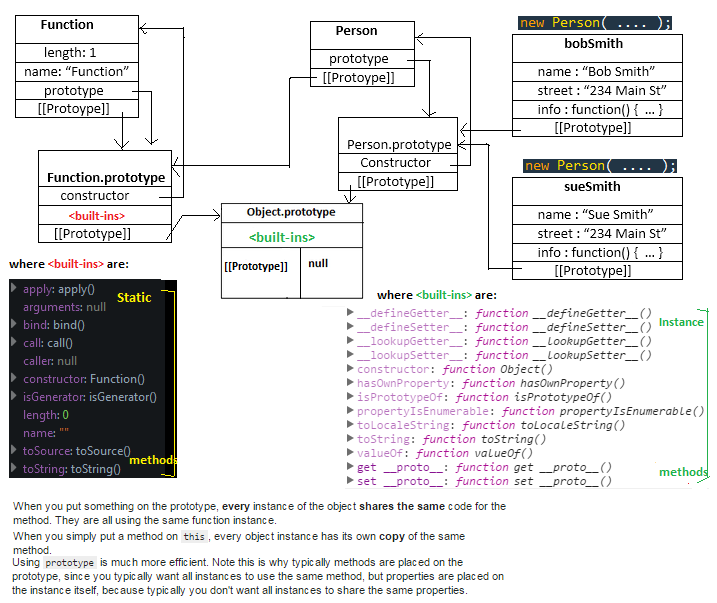 Function
length: 1
name: “Function”
prototype
[[Protoype]]
Person
prototype
[[Protoype]]
new Person( .... );
bobSmith
name : “Bob Smith”
street : “234 Main St”
info : function() { ... }
[[Prototype]]
Function.prototype
constructor
<built-ins>
[[Prototype]]
Person.prototype
Constructor
[[Prototype]]
new Person( .... );
sueSmith
name : “Sue Smith”
street : “234 Main St”
info : function() { ... }
[[Prototype]]
Object.prototype
<built-ins>
[[Prototype]]
null
where <built-ins> are:
Static
apply: apply()
arguments: null
bind: bind()
call: call()
caller: null
constructor: Function()
isGenerator: isGenerator()
length: 0
name: ""
toSource: toSource()
toString: toString()
methods
where <built-ins> are:
Instance
__defineGetter__: function __defineGetter__()
__defineSetter__: function __defineSetter__()
__lookupGetter__: function __lookupGetter__()
__lookupSetter__: function __lookupSetter__()
constructor: function Object()
hasOwnProperty: function hasOwnProperty()
isPrototypeOf: function isPrototypeOf()
propertyIsEnumerable: function propertyIsEnumerable()
toLocaleString: function toLocaleString()
toString: function toString()
valueOf: function valueOf()
get __proto__: function get __proto__()
set __proto__: function set __proto__()
methods
When you put something on the prototype, every instance of the object shares the same code for the
method. They are all using the same function instance.
When you simply put a method on this, every object instance has its own copy of the same
method.
Using prototype is much more efficient. Note this is why typically methods are placed on the
prototype, since you typically want all instances to use the same method, but properties are placed on
the instance itself, because typically you don't want all instances to share the same properties.